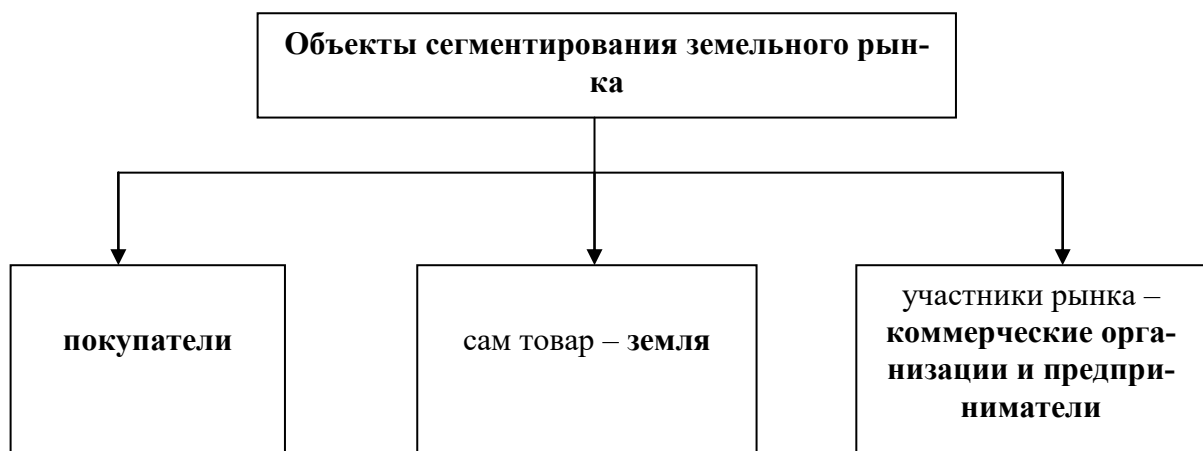 Объекты сегментирования земельного рын-
ка
покупатели
сам товар – земля
участники рынка –
коммерческие орга-
низации и предпри-
ниматели